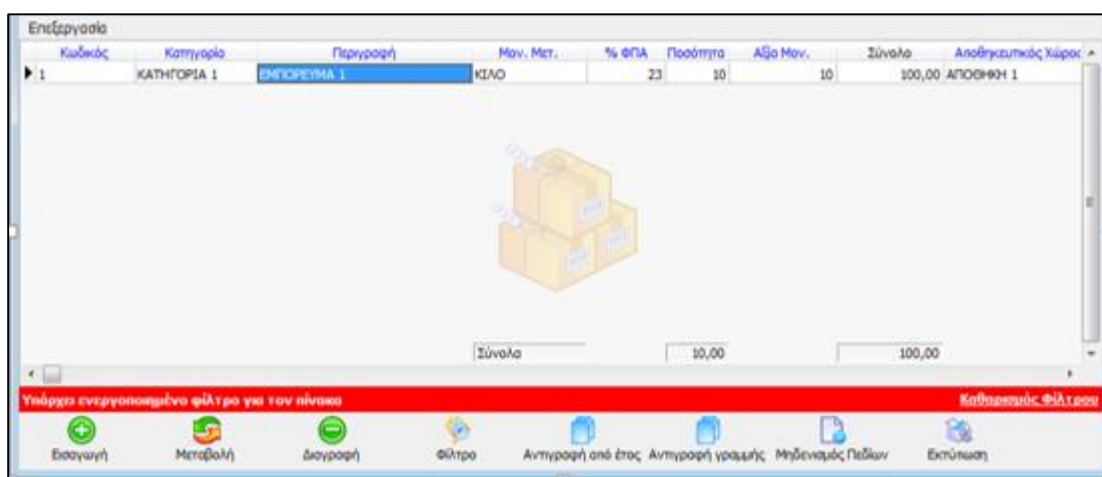 Επεξεργασία
Κωδικός Κατηγορία Περιγραφή Μον. Μετ. % ΦΠΑ Ποσότητα Αξία Μον. Σύνολο Αποθηκευτικός Χώρος
1 ΚΑΤΗΓΟΡΙΑ 1 ΕΜΠΟΡΕΥΜΑ 1 ΚΙΛΟ 23 10 10 100,00 ΑΠΟΘΗΚΗ 1
Σύνολα 10,00 100,00
Υπάρχει ενεργοποιημένο φίλτρο για τον πίνακα Καθαρισμός Φίλτρου
Εισαγωγή Μεταβολή Διαγραφή Φίλτρο Αντιγραφή από έτος Αντιγραφή γραμμής Μηδενισμός Πεδίων Εκτύπωση